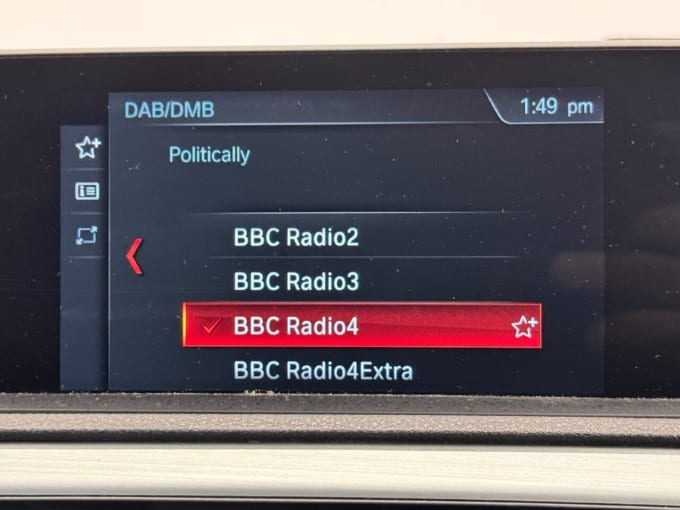 DAB/DMB 1:49 pm
Politically
BBC Radio2
BBC Radio3
BBC Radio4
BBC Radio4Extra